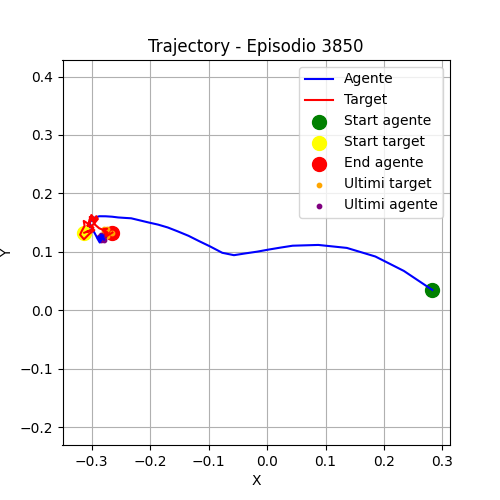 Trajectory - Episodio 3850
Agente
Target
Start agente
Start target
End agente
Ultimi target
Ultimi agente
0.4
0.3
0.2
0.1
0.0
−0.1
−0.2
Y
−0.3
−0.2
−0.1
0.0
0.1
0.2
0.3
X